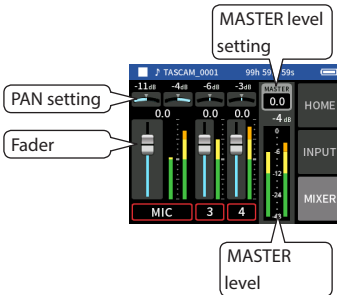 MASTER level
setting
TASCAM_0001 99h 59 59s
-11dB -4dB -6dB -3dB MASTER
PAN setting
0.0 HOME
0.0 0.0 0.0
-4dB
0
Fader
-6 INPUT
-12
-24 MIXER
MIC 3 4 -43
MASTER
level